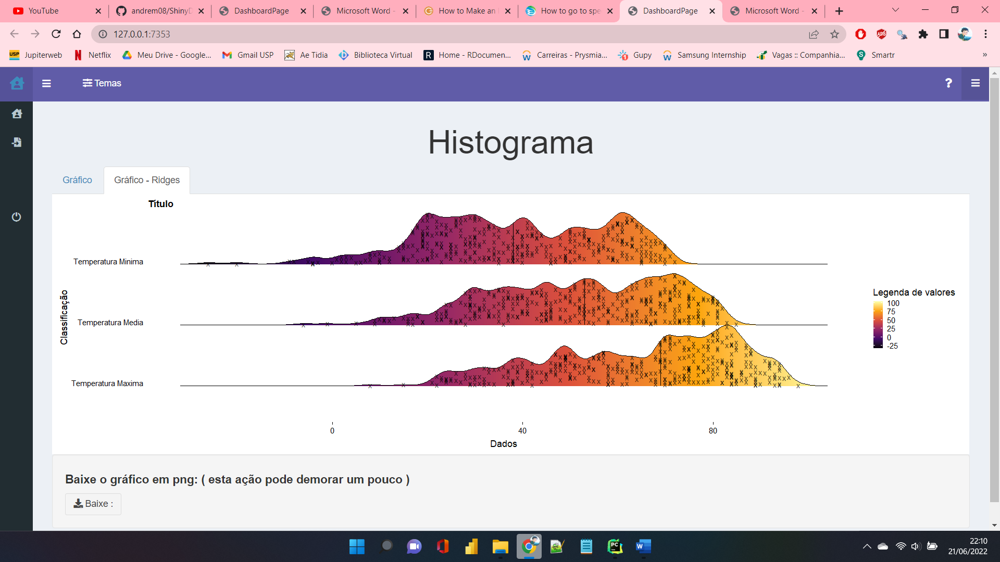 YouTube
andrem08/ShinyD
DashboardPage
Microsoft Word -
How to Make an
How to go to spe
DashboardPage
Microsoft Word -
127.0.0.1:7353
USP Jupiterweb
Netflix
Meu Drive - Google...
Gmail USP
Ae Tidia
Biblioteca Virtual
R Home - RDocumen...
Carreiras - Prysmia...
Gupy
Samsung Internship
Vagas :: Companhia...
Smartr
»
Temas
?
Histograma
Gráfico
Gráfico - Ridges
Título
Temperatura Minima
Temperatura Media
Temperatura Maxima
Classificação
0 40 80
Dados
Legenda de valores
100
75
50
25
0
-25
Baixe o gráfico em png: ( esta ação pode demorar um pouco )
Baixe :
22:10
21/06/2022